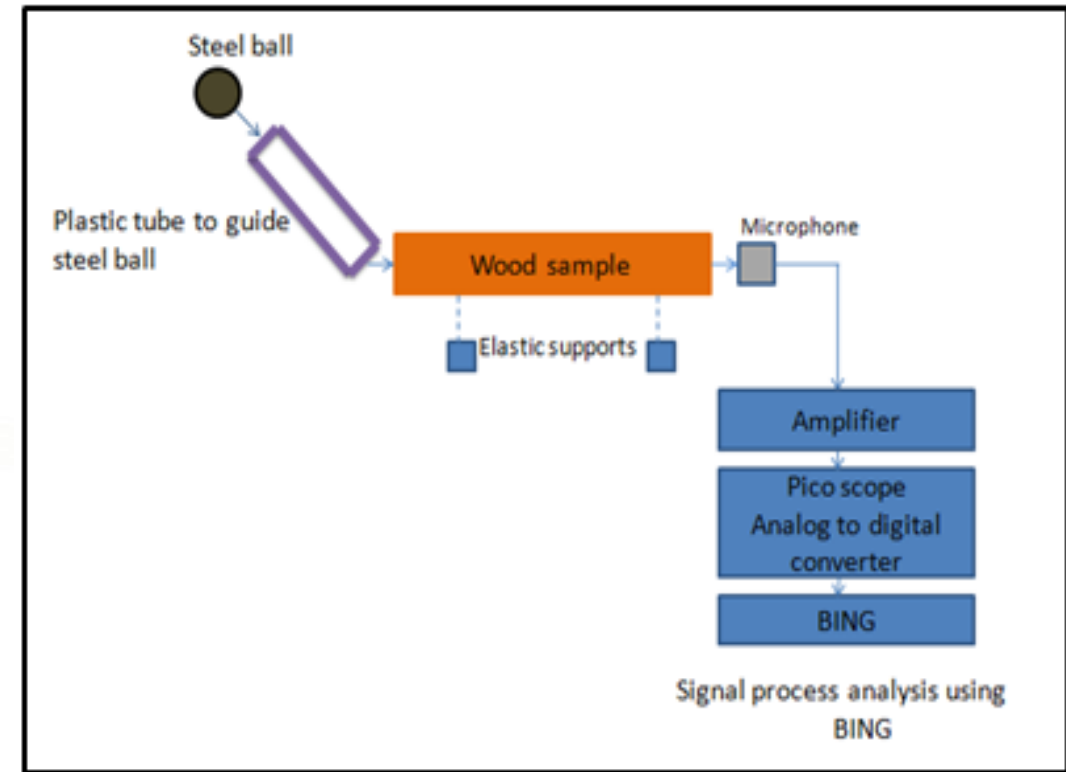 Steel ball
Plastic tube to guide
steel ball
Wood sample
Microphone
Elastic supports
Amplifier
Pico scope
Analog to digital
converter
BING
Signal process analysis using
BING